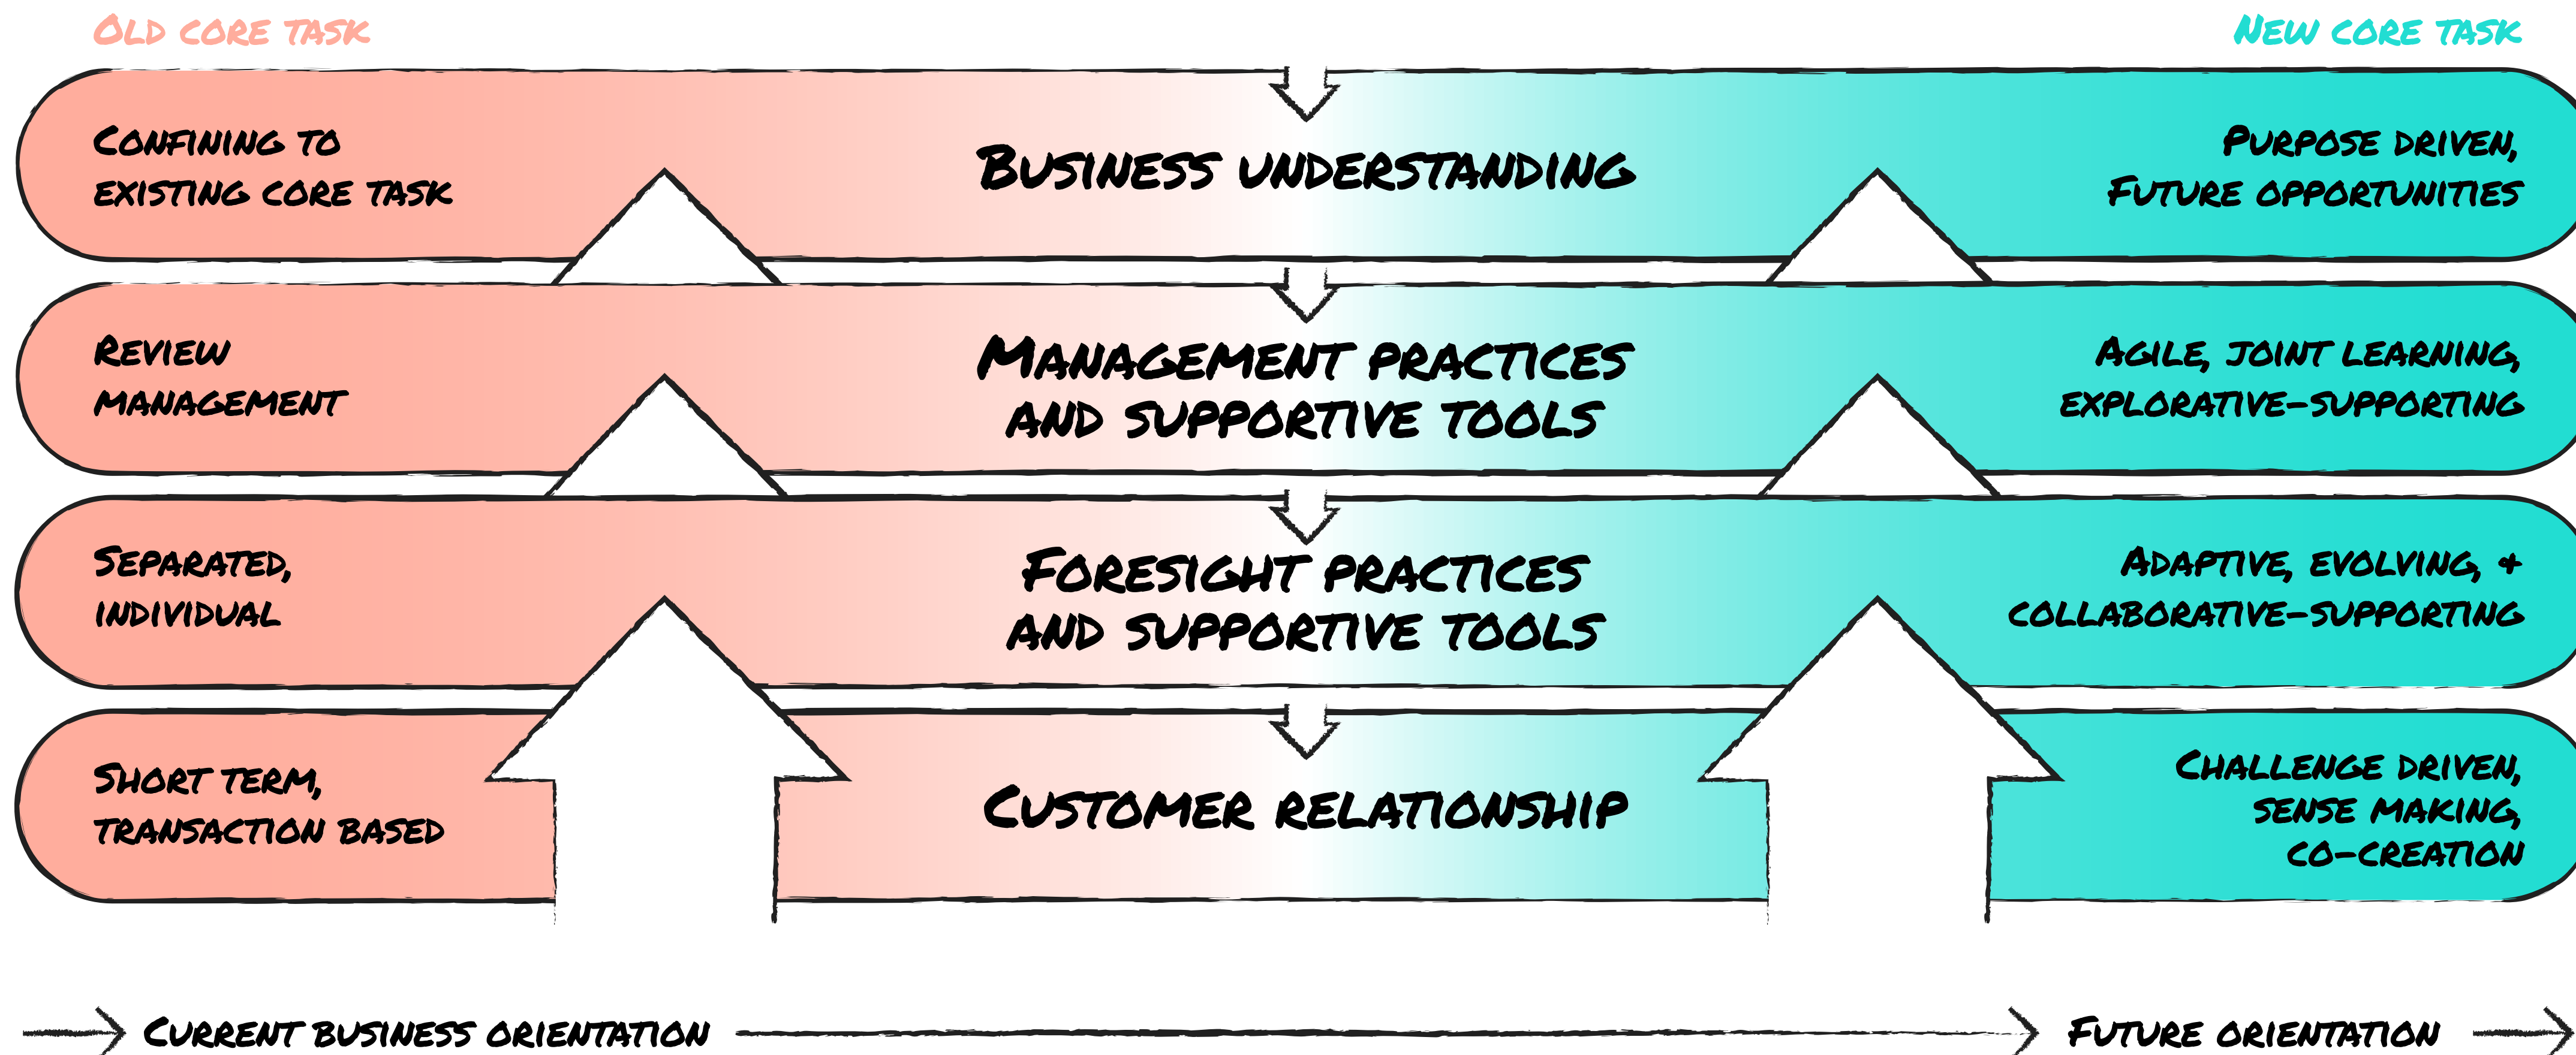 Old core task
New core task
Confining to
existing core task
Business understanding
Purpose driven,
Future opportunities
Review
management
Management practices
and supportive tools
Agile, joint learning,
explorative-supporting
Separated,
individual
Foresight practices
and supportive tools
Adaptive, evolving, &
collaborative-supporting
Short term,
transaction based
Customer relationship
Challenge driven,
sense making,
co-creation
Current business orientation
Future orientation